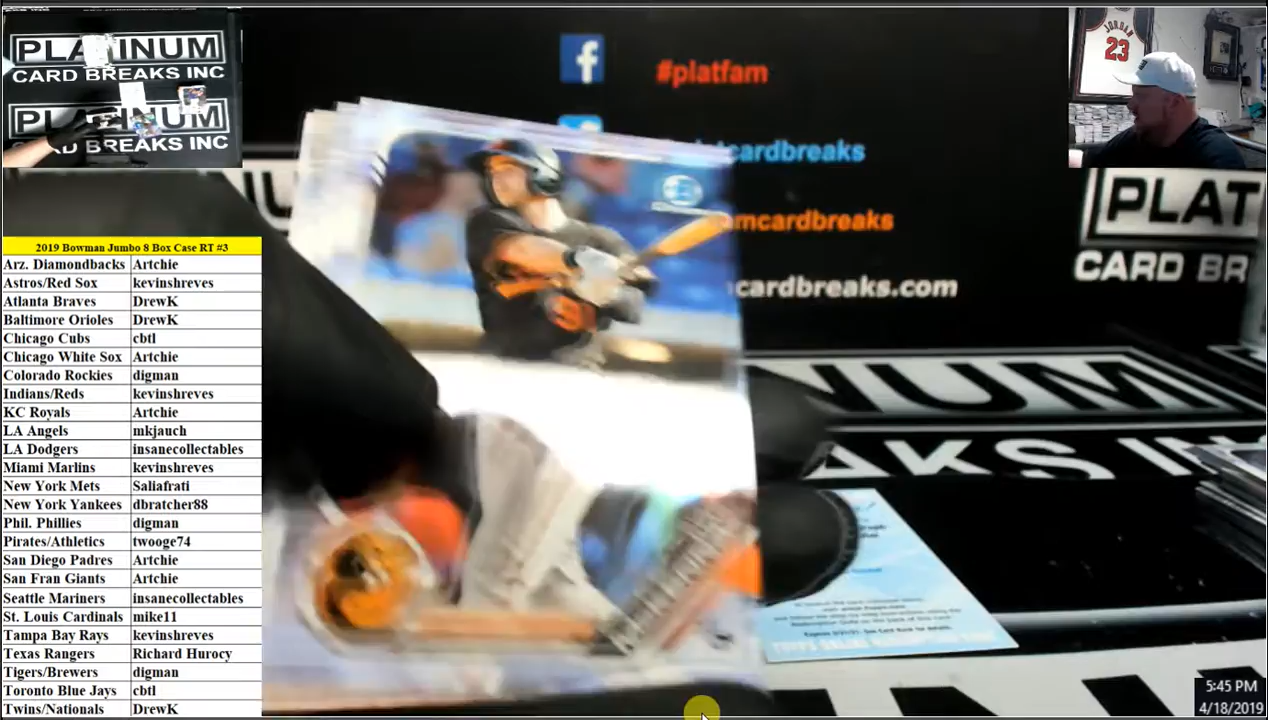 PLATINUM
CARD BREAKS INC
PLATINUM
CARD BREAKS INC
#platfam
cardbreaks
mcardbreaks
cardbreaks.com
JORDAN
23
PLAT
CARD BR
NUM
AKS IN
2019 Bowman Jumbo 8 Box Case RT #3
Arz. Diamondbacks Artchie
Astros/Red Sox kevinshreves
Atlanta Braves DrewK
Baltimore Orioles DrewK
Chicago Cubs cbtl
Chicago White Sox Artchie
Colorado Rockies digman
Indians/Reds kevinshreves
KC Royals Artchie
LA Angels mkjauch
LA Dodgers insanecollectables
Miami Marlins kevinshreves
New York Mets Saliafrati
New York Yankees dbratcher88
Phil. Phillies digman
Pirates/Athletics twooge74
San Diego Padres Artchie
San Fran Giants Artchie
Seattle Mariners insanecollectables
St. Louis Cardinals mike11
Tampa Bay Rays kevinshreves
Texas Rangers Richard Hurocy
Tigers/Brewers digman
Toronto Blue Jays cbtl
Twins/Nationals DrewK
5:45 PM
4/18/2019